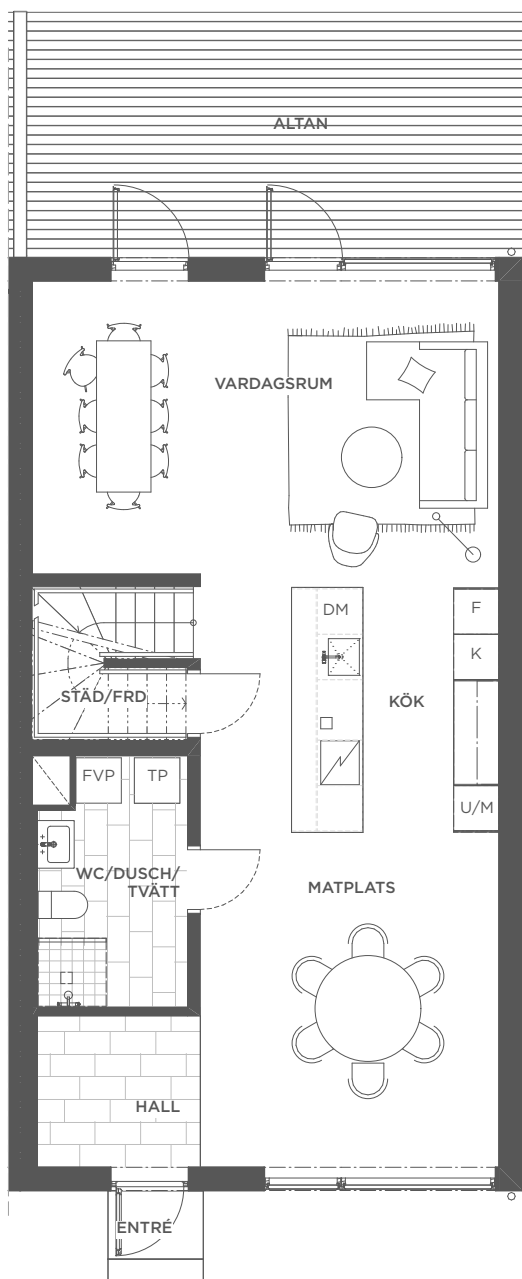 ALTAN
VARDAGSRUM
DM
F
K
STÄD/FRD
KÖK
FVP
TP
U/M
WC/DUSCH/
TVÄTT
MATPLATS
HALL
ENTRÉ